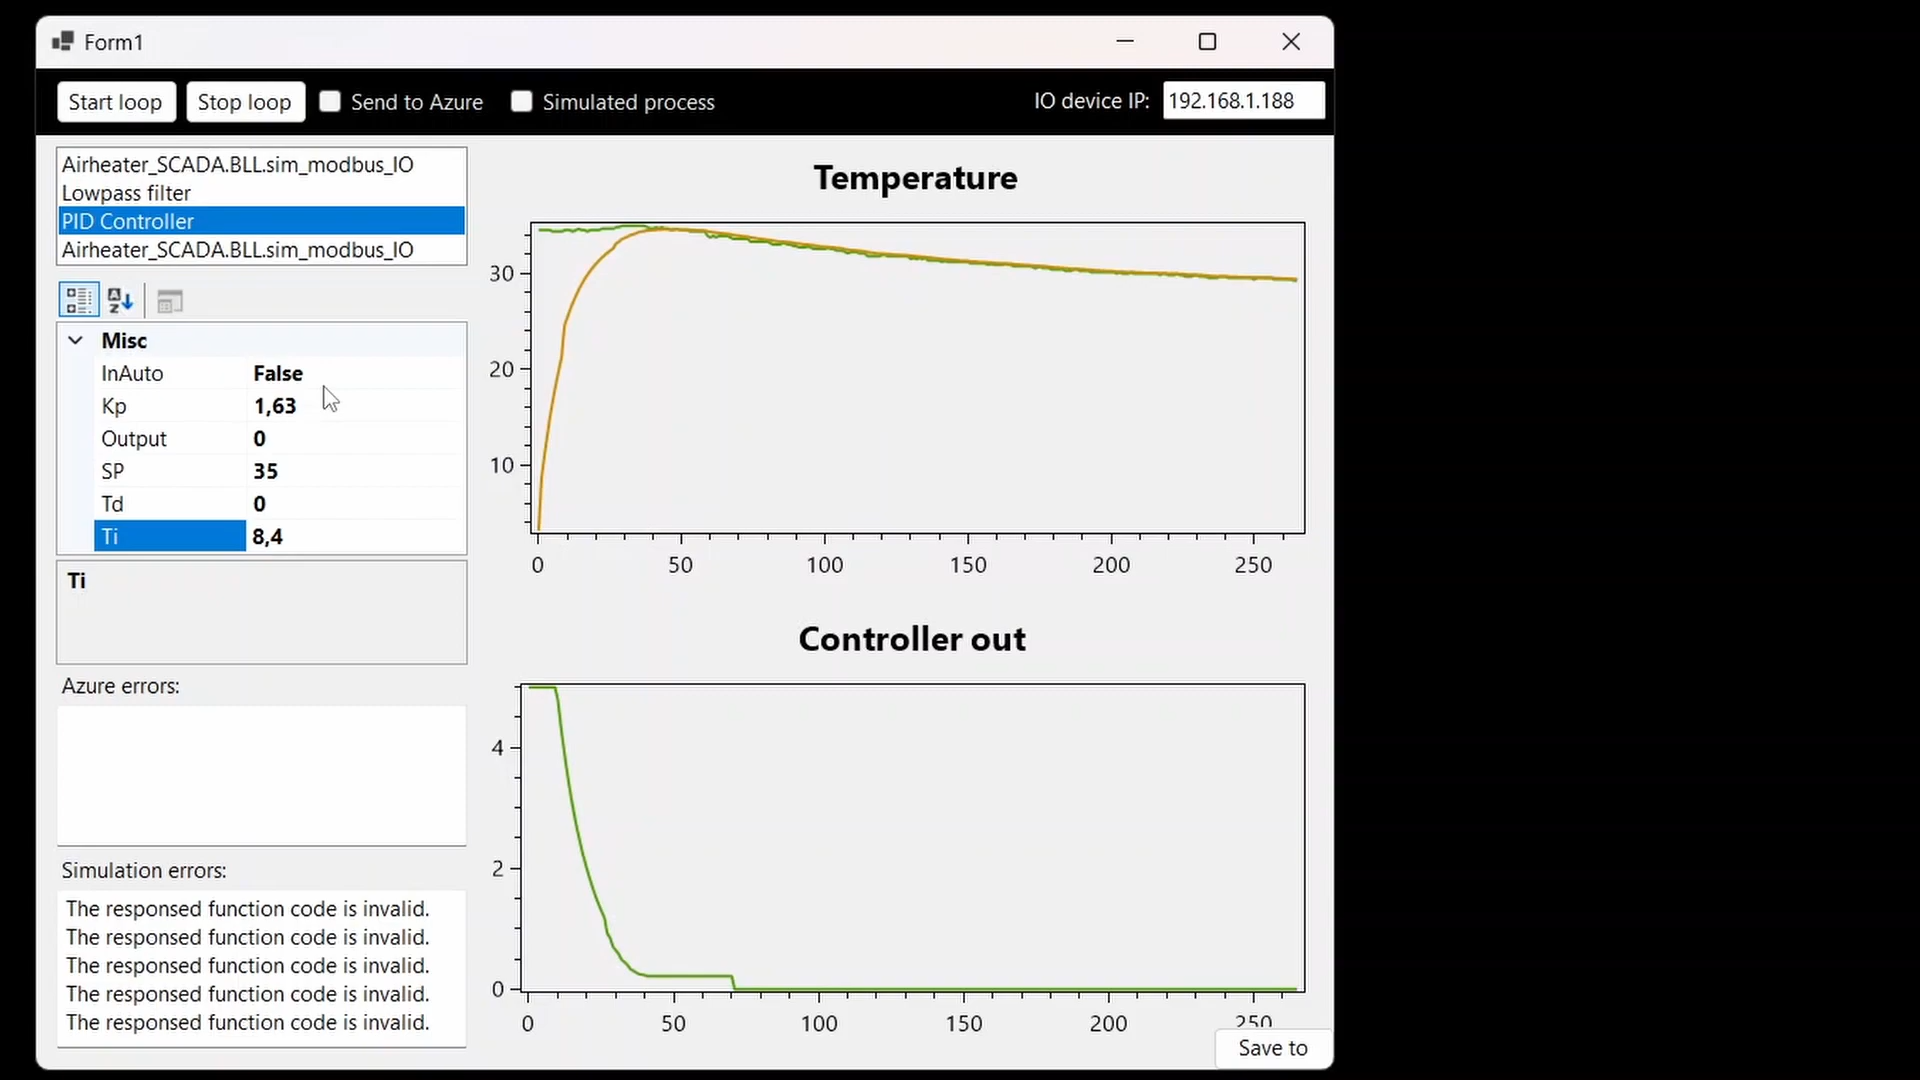 Form1
Start loop Stop loop Send to Azure Simulated process IO device IP: 192.168.1.188
Airheater_SCADA.BLL.sim_modbus_IO
Lowpass filter
PID Controller
Airheater_SCADA.BLL.sim_modbus_IO
Misc
InAuto False
Kp 1,63
Output 0
SP 35
Td 0
Ti 8,4
Ti
Azure errors:
Simulation errors:
The responsed function code is invalid.
The responsed function code is invalid.
The responsed function code is invalid.
The responsed function code is invalid.
The responsed function code is invalid.
Temperature
30
20
10
0 50 100 150 200 250
Controller out
4
2
0
0 50 100 150 200 250
Save to